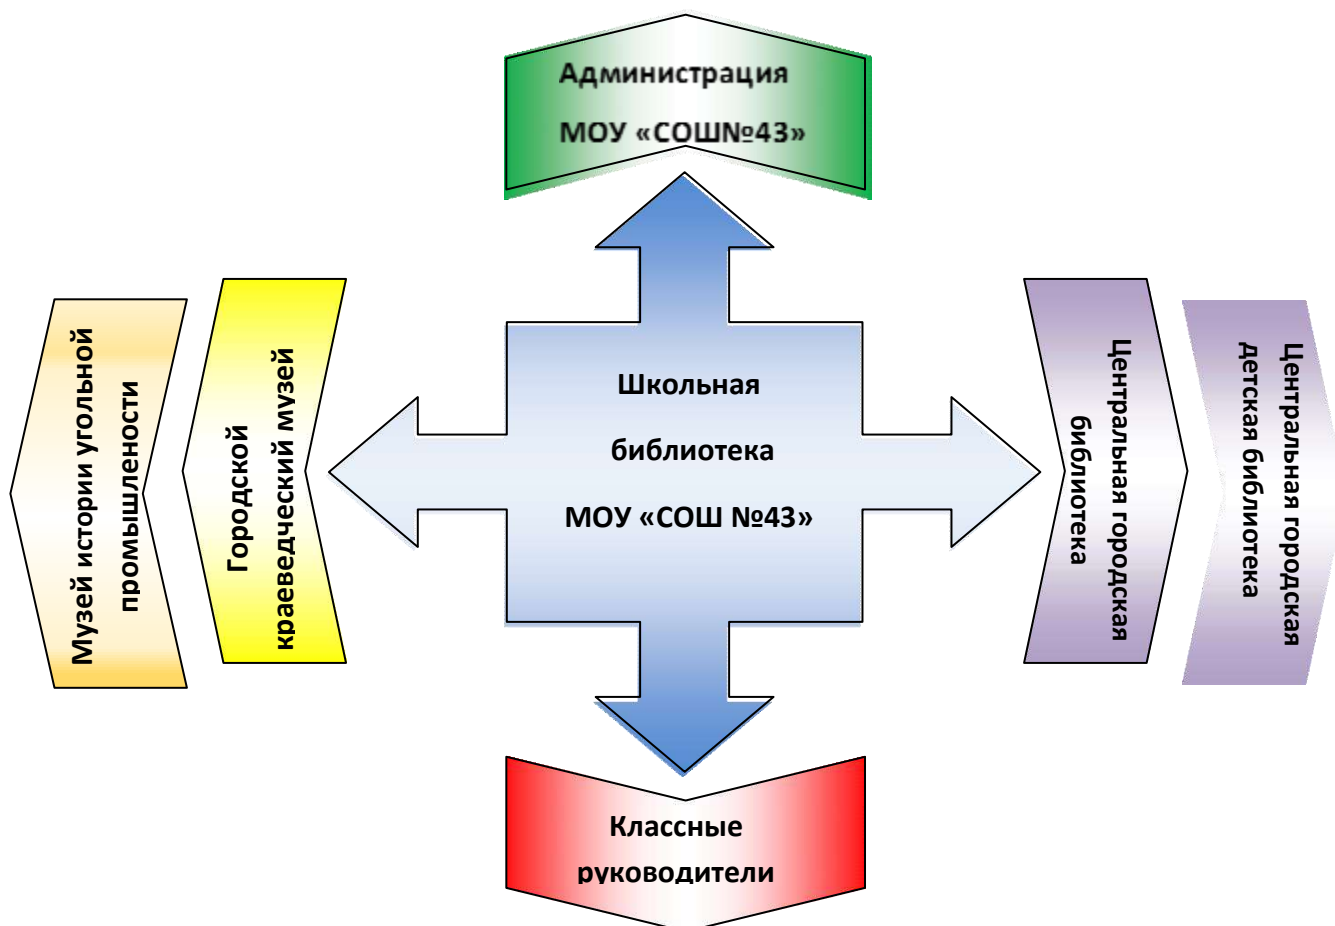 Администрация
МОУ «СОШ№43»
Музей истории угольной
промышлености
Городской
краеведческий музей
Школьная
библиотека
МОУ «СОШ №43»
Центральная городская
библиотека
Центральная городская
детская библиотека
Классные
руководители